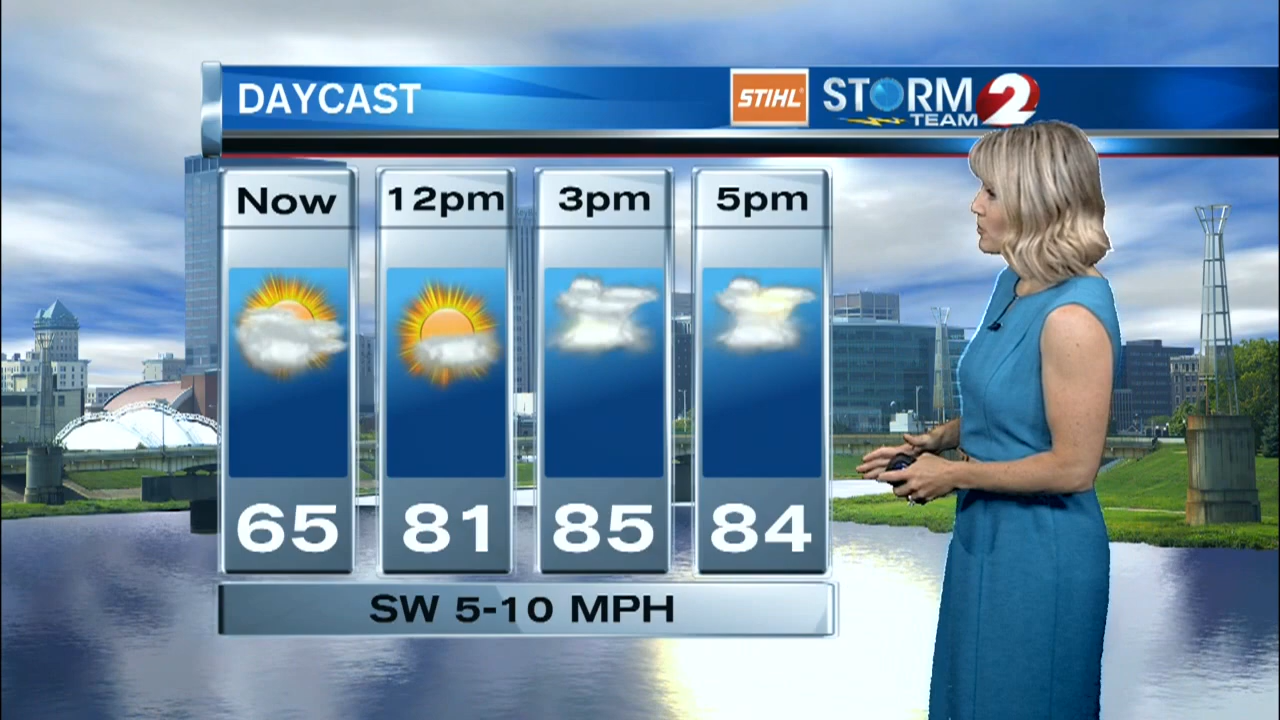 DAYCAST
STIHL
STORM
TEAM
2
Now 12pm 3pm 5pm
65 81 85 84
SW 5-10 MPH